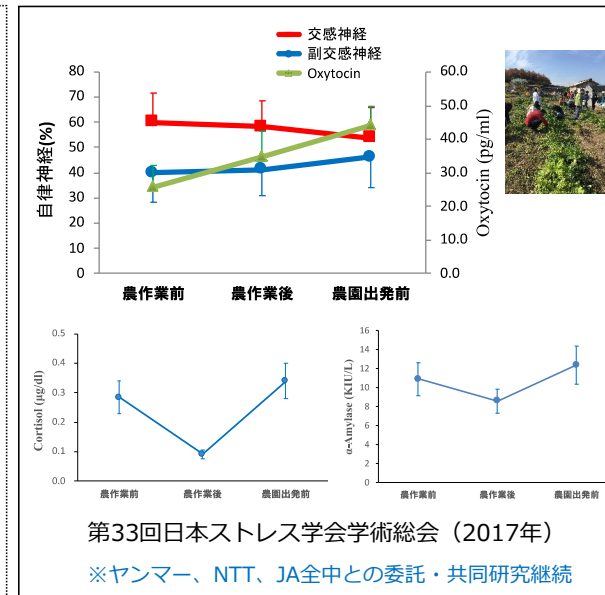 交感神経
副交感神経
Oxytocin
80
70
60
50
40
30
20
10
0
自律神経(%)
60.0
50.0
40.0
30.0
20.0
10.0
0.0
Oxytocin (pg/ml)
農作業前 農作業後 農園出発前
0.5
0.4
0.3
0.2
0.1
0.0
Cortisol (μg/dl)
農作業前 農作業後 農園出発前
16
14
12
10
8
6
4
2
0
α-Amylase (KIU/L)
農作業前 農作業後 農園出発前
第33回日本ストレス学会学術総会（2017年）
※ヤンマー、NTT、JA全中との委託・共同研究継続